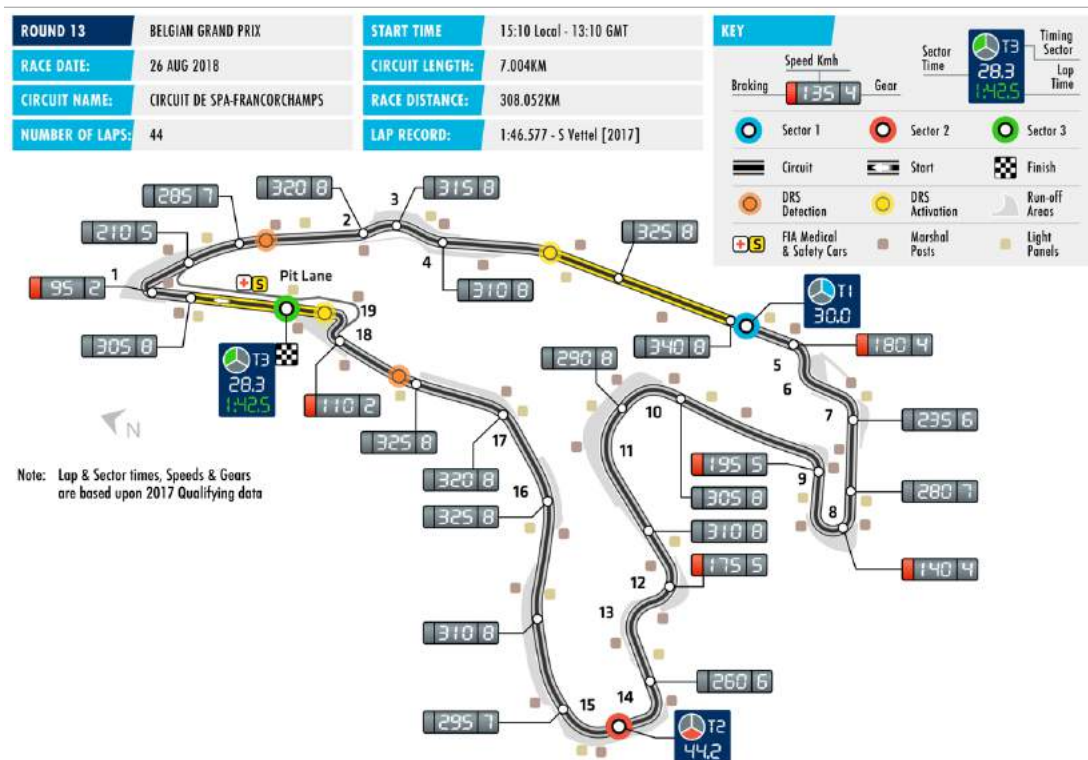 ROUND 13
BELGIAN GRAND PRIX
START TIME
15:10 Local - 13:10 GMT
RACE DATE:
26 AUG 2018
CIRCUIT LENGTH:
7.004KM
CIRCUIT NAME:
CIRCUIT DE SPA-FRANCORCHAMPS
RACE DISTANCE:
308.052KM
NUMBER OF LAPS:
44
LAP RECORD:
1:46.577 - S Vettel [2017]
KEY
Speed Kmh
Braking
135 4
Gear
Sector
Time
T3
28.3
1:42.5
Timing
Sector
Lap
Time
Sector 1
Sector 2
Sector 3
Circuit
Start
Finish
DRS
Detection
DRS
Activation
Run-off
Areas
S
FIA Medical
& Safety Cars
Marshal
Posts
Light
Panels
285 7
320 8
2
3
315 8
210 5
325 8
1
95 2
S
Pit Lane
4
310 8
T1
30.0
19
18
305 8
T3
28.3
1:42.5
340 8
5
180 4
290 8
6
110 2
10
7
235 6
N
325 8
17
11
195 5
9
320 8
305 8
280 7
16
8
325 8
310 8
12
175 5
140 4
13
310 8
260 6
15
14
295 7
T2
44.2
Note: Lap & Sector times, Speeds & Gears
are based upon 2017 Qualifying data